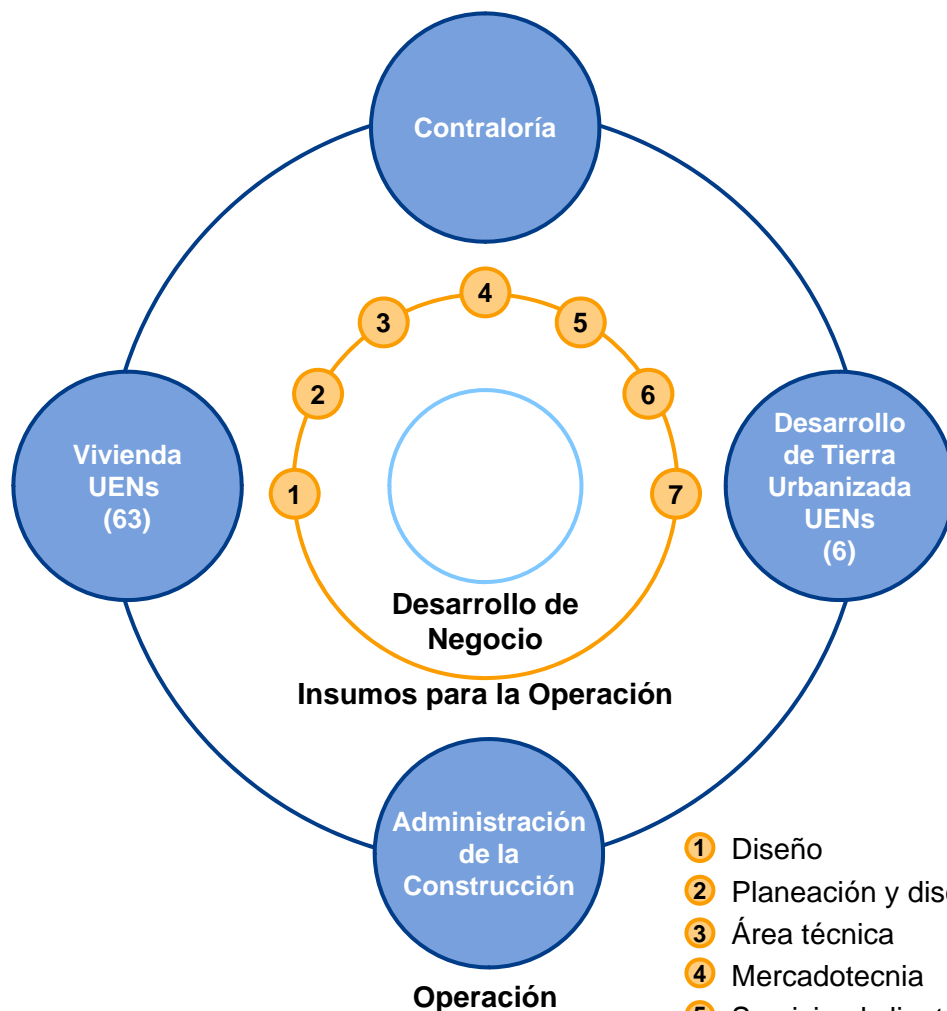 Contraloría
4
3
5
2
6
1
7
Vivienda
UENs
(63)
Desarrollo
de Tierra
Urbanizada
UENs
(6)
Desarrollo de
Negocio
Insumos para la Operación
Administración
de la
Construcción
Operación
1 Diseño
2 Planeación y
3 Área técnica
4 Mercadotecnia
5